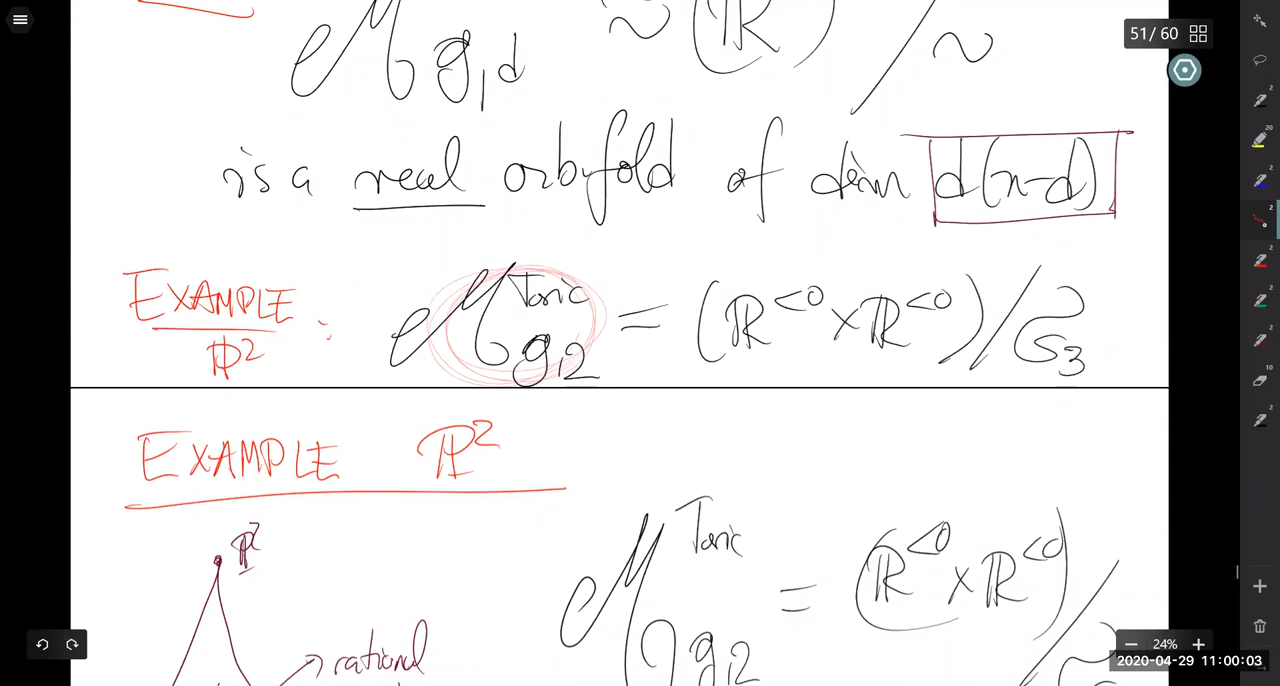 51/60
M g,d ≈ (ℝ ) / ~
is a real orbifold of dim d(n-d)
EXAMPLE ℙ² : M^Toric g,2 = (ℝ^<0 × ℝ^<0) / S3
EXAMPLE ℙ²
ℙ²
M^Toric g,2 = (ℝ^<0 × ℝ^<0) /
→ rational
24%
2020-04-29 11:00:03